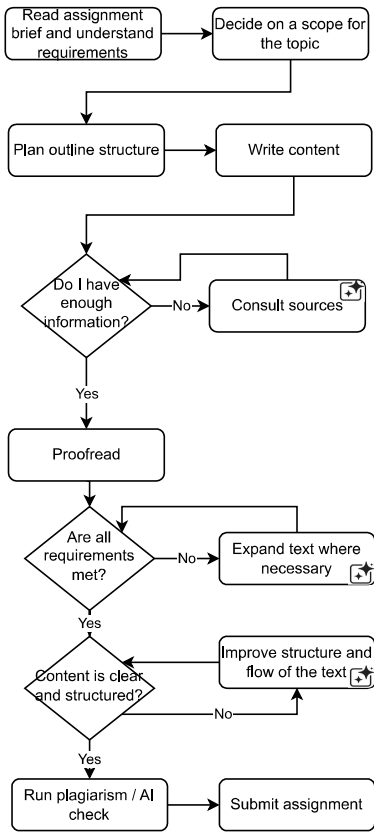 Read assignment
brief and understand
requirements
Decide on a scope for
the topic
Plan outline structure
Write content
Do I have
enough
information?
No
Consult sources
Yes
Proofread
Are all
requirements
met?
No
Expand text where
necessary
Yes
Content is clear
and structured?
Improve structure and
flow of the text
No
Yes
Run plagiarism / AI
check
Submit assignment